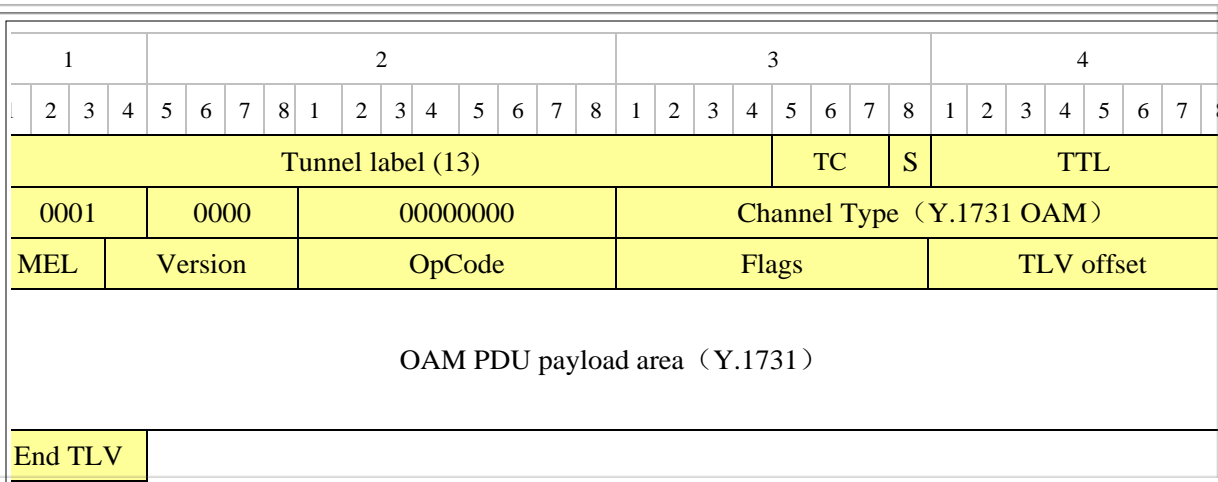 1 2 3 4
2 3 4 5 6 7 8 1 2 3 4 5 6 7 8 1 2 3 4 5 6 7 8 1 2 3 4 5 6 7
Tunnel label (13) TC S TTL
0001 0000 00000000 Channel Type（Y.1731 OAM）
MEL Version OpCode Flags TLV offset
OAM PDU payload area（Y.1731）
End TLV